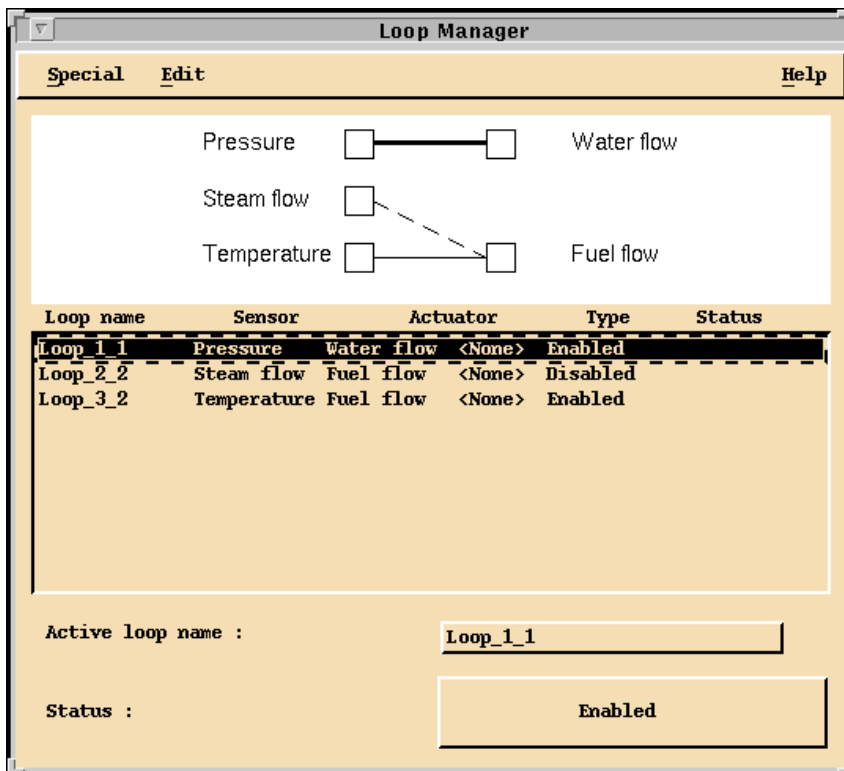 Loop Manager
Special Edit Help
Pressure Water flow
Steam flow
Temperature Fuel flow
Loop name Sensor Actuator Type Status
Loop_1_1 Pressure Water flow <None> Enabled
Loop_2_2 Steam flow Fuel flow <None> Disabled
Loop_3_2 Temperature Fuel flow <None> Enabled
Active loop name : Loop_1_1
Status : Enabled